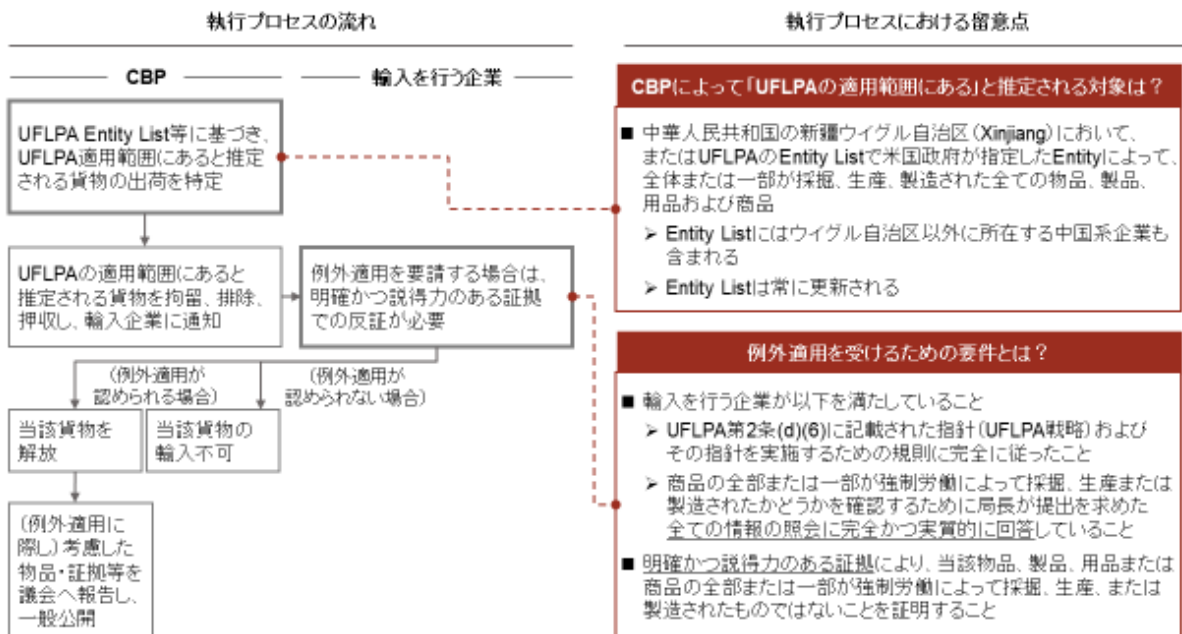 執行プロセスの流れ
CBP
輸入を行う企業
UFLPA Entity List等に基づき、
UFLPA適用範囲にあると推定
される貨物の出荷を特定
UFLPAの適用範囲にあると
推定される貨物を拘留、排除、
押収し、輸入企業に通知
例外適用を要請する場合は、
明確かつ説得力のある証拠
での反証が必要
(例外適用が
認められる場合)
(例外適用が
認められない場合)
当該貨物を
解放
当該貨物の
輸入不可
(例外適用に
際し)考慮した
物品・証拠等を
議会へ報告し、
一般公開
執行プロセスにおける留意点
CBPによって「UFLPAの適用範囲にある」と推定される対象は?
■ 中華人民共和国の新疆ウイグル自治区(Xinjiang)において、
またはUFLPAのEntity Listで米国政府が指定したEntityによって、
全体または一部が採掘、生産、製造された全ての物品、製品、
用品および商品
➢ Entity Listにはウイグル自治区以外に所在する中国系企業も
含まれる
➢ Entity Listは常に更新される
例外適用を受けるための要件とは?
■ 輸入を行う企業が以下を満たしていること
➢ UFLPA第2条(d)(6)に記載された指針(UFLPA戦略)および
その指針を実施するための規則に完全に従ったこと
➢ 商品の全部または一部が強制労働によって採掘、生産または
製造されたかどうかを確認するために局長が提出を求めた
全ての情報の照会に完全かつ実質的に回答していること
■ 明確かつ説得力のある証拠により、当該物品、製品、用品または
商品の全部または一部が強制労働によって採掘、生産、または
製造されたものではないことを証明すること